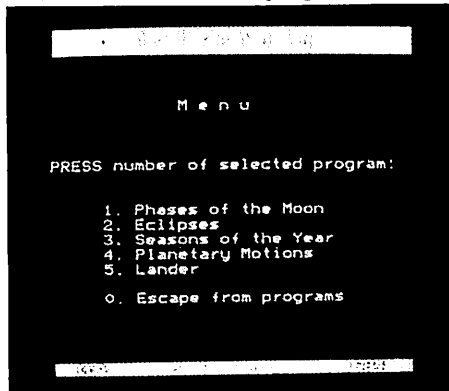 Menu
PRESS number of selected program:
1. Phases of the Moon
2. Eclipses
3. Seasons of the Year
4. Planetary Motions
5. Lander
0. Escape from programs